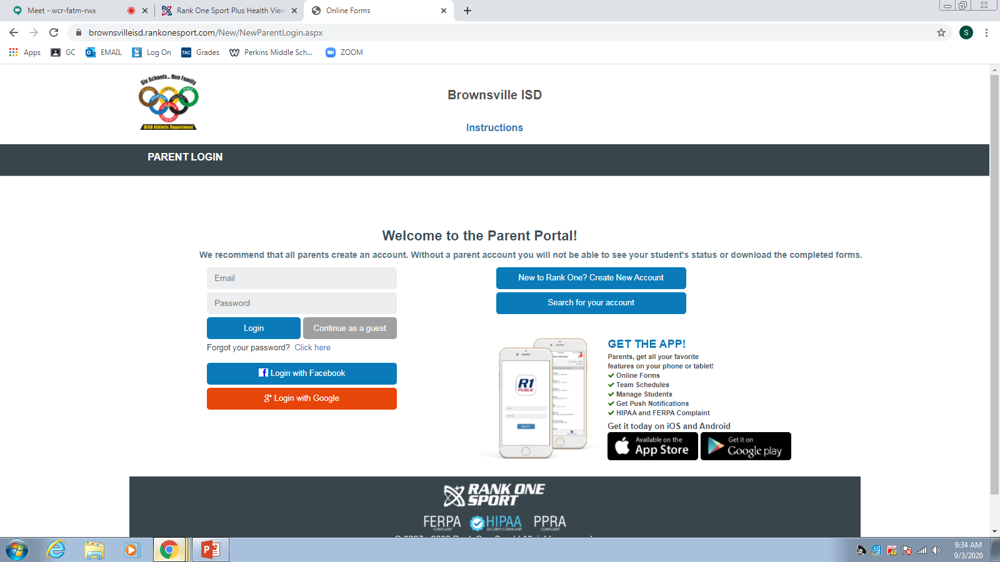 Meet - wcr-fatm-rwx
Rank One Sport Plus Health View
Online Forms
brownsvilleisd.rankonesport.com/New/NewParentLogin.aspx
S
Apps
GC
EMAIL
Log On
TAC
Grades
Perkins Middle Sch...
ZOOM
Six Schools.. One Family
BISD Athletic Department
Brownsville ISD
Instructions
PARENT LOGIN
Welcome to the Parent Portal!
We recommend that all parents create an account. Without a parent account you will not be able to see your student's status or download the completed forms.
Email
Password
Login
Continue as a guest
Forgot your password? Click here
Login with Facebook
Login with Google
New to Rank One? Create New Account
Search for your account
R1
PUBLIC
Sign In
GET THE APP!
Parents, get all your favorite
features on your phone or tablet!
Online Forms
Team Schedules
Manage Students
Get Push Notifications
HIPAA and FERPA Complaint
Get it today on iOS and Android
Available on the
App Store
Get it on
Google play
RANK ONE
SPORT
FERPA
COMPLIANT
HIPAA
SECURITY COMPLIANT
PPRA
COMPLIANT
9:34 AM
9/3/2020